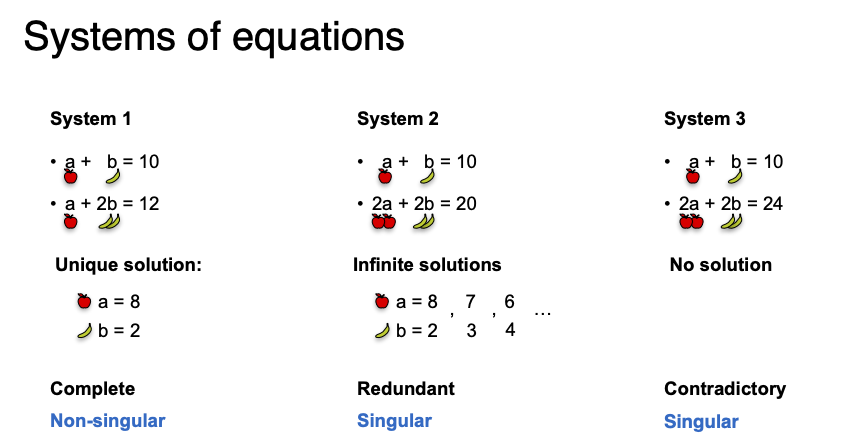 Systems of equations
System 1
• a + b = 10
• a + 2b = 12
Unique solution:
a = 8
b = 2
Complete
Non-singular
System 2
• a + b = 10
• 2a + 2b = 20
Infinite solutions
a = 8 , 7 , 6 ...
b = 2 3 4
Redundant
Singular
System 3
• a + b = 10
• 2a + 2b = 24
No solution
Contradictory
Singular